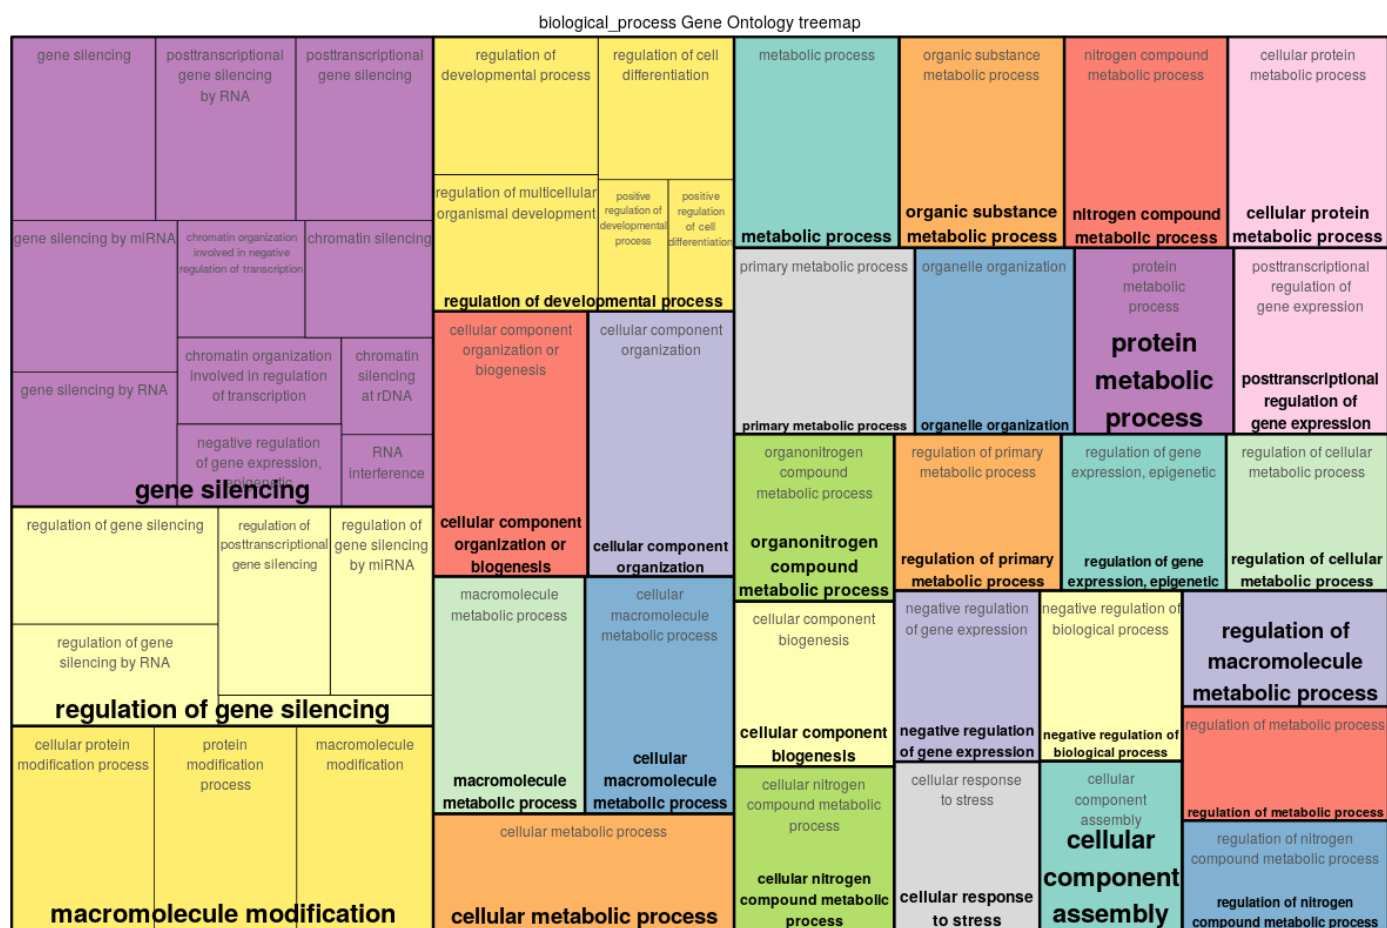 biological_process Gene Ontology treemap
gene silencing
posttranscriptional
gene silencing
by RNA
posttranscriptional
gene silencing
gene silencing by miRNA
chromatin organization
involved in negative
regulation of transcription
chromatin silencing
gene silencing by RNA
chromatin organization
involved in regulation
of transcription
chromatin
silencing
at rDNA
negative regulation
of gene expression,
epigenetic
RNA
interference
gene silencing
regulation of gene silencing
regulation of
posttranscriptional
gene silencing
regulation of
gene silencing
by miRNA
regulation of gene
silencing by RNA
regulation of gene silencing
cellular protein
modification process
protein
modification
process
macromolecule
modification
macromolecule modification
regulation of
developmental process
regulation of cell
differentiation
regulation of multicellular
organismal development
positive
regulation of
developmental
process
positive
regulation
of cell
differentiation
regulation of developmental process
cellular component
organization or
biogenesis
cellular component
organization or
biogenesis
cellular component
organization
cellular component
organization
macromolecule
metabolic process
macromolecule
metabolic process
cellular
macromolecule
metabolic process
cellular
macromolecule
metabolic process
cellular metabolic process
cellular metabolic process
metabolic process
metabolic process
organic substance
metabolic process
organic substance
metabolic process
nitrogen compound
metabolic process
nitrogen compound
metabolic process
cellular protein
metabolic process
cellular protein
metabolic process
primary metabolic process
primary metabolic process
organelle organization
organelle organization
protein
metabolic
process
protein
metabolic
process
posttranscriptional
regulation of
gene expression
posttranscriptional
regulation of
gene expression
organonitrogen
compound
metabolic process
organonitrogen
compound
metabolic process
regulation of primary
metabolic process
regulation of primary
metabolic process
regulation of gene
expression, epigenetic
regulation of gene
expression, epigenetic
regulation of cellular
metabolic process
regulation of cellular
metabolic process
cellular component
biogenesis
cellular component
biogenesis
negative regulation
of gene expression
negative regulation
of gene expression
negative regulation of
biological process
negative regulation of
biological process
regulation of
macromolecule
metabolic process
regulation of metabolic process
regulation of metabolic process
cellular nitrogen
compound metabolic
process
cellular nitrogen
compound metabolic
process
cellular response
to stress
cellular response
to stress
cellular
component
assembly
cellular
component
assembly
regulation of nitrogen
compound metabolic process
regulation of nitrogen
compound metabolic process